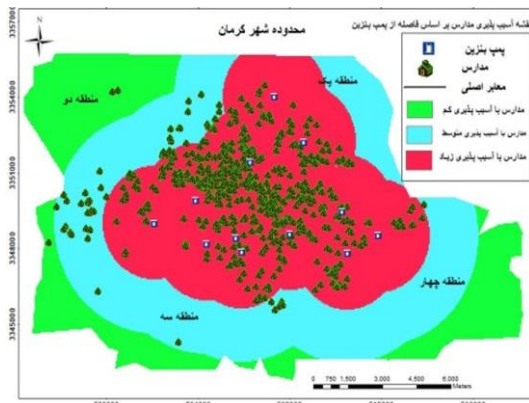 نقشه آسیب پذیری مدارس بر اساس فاصله از پمپ بنزین
محدوده شهر کرمان
پمپ بنزین
مدارس
معابر اصلی
مدارس با آسیب پذیری کم
مدارس با آسیب پذیری متوسط
مدارس با آسیب پذیری زیاد
N
منطقه یک
منطقه دو
منطقه سه
منطقه چهار
3357000
3354000
3351000
3348000
3345000
0 750 1,500 3,000 4,500 6,000
Meters